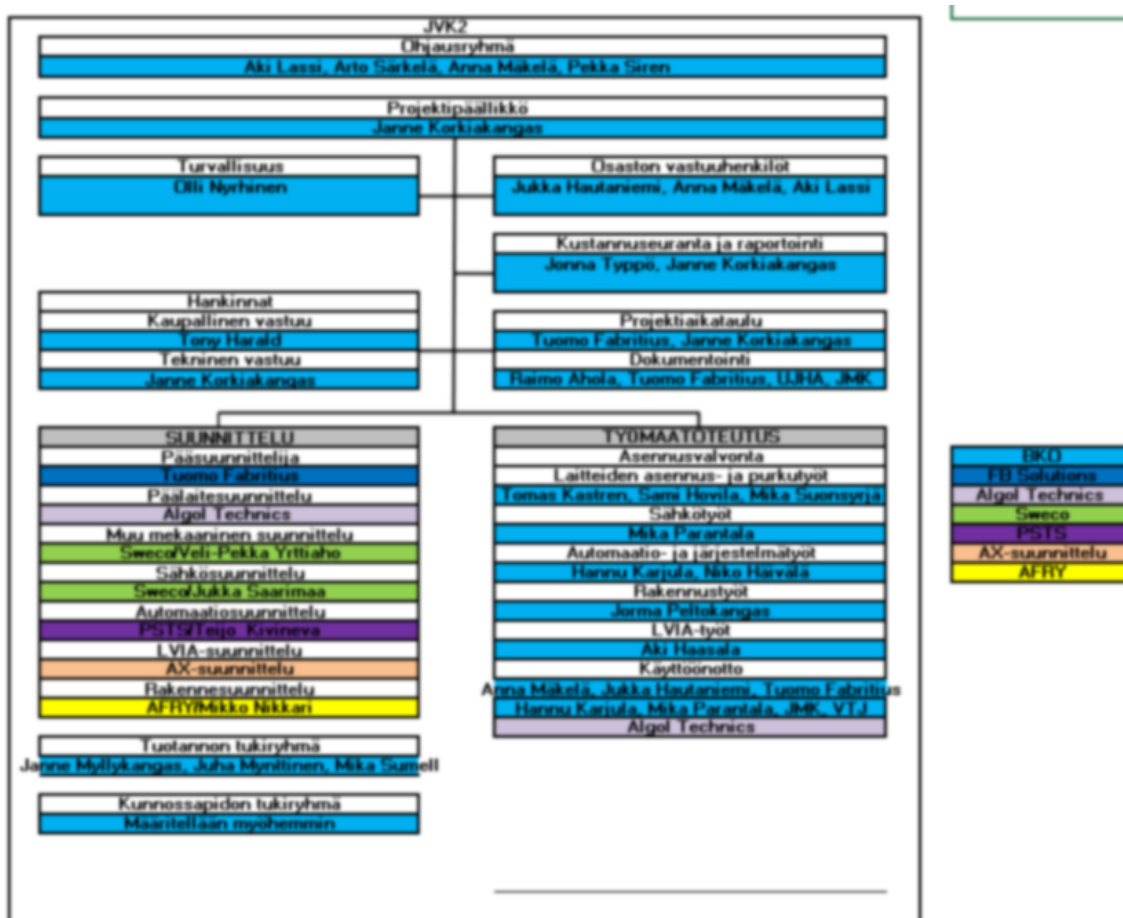 JVK2
Ohjausryhmä
Aki Lassi, Arto Särkelä, Anna Mäkelä, Pekka Siren
Projektipäällikkö
Janne Korkiakangas
Turvallisuus
Olli Nyrhinen
Osaston vastuuhenkilöt
Jukka Hautaniemi, Anna Mäkelä, Aki Lassi
Kustannuseuranta ja raportointi
Jonna Typpö, Janne Korkiakangas
Hankinnat
Kaupallinen vastuu
Tony Harald
Tekninen vastuu
Janne Korkiakangas
Projektiaikataulu
Tuomo Fabritius, Janne Korkiakangas
Dokumentointi
Raimo Ahola, Tuomo Fabritius, UJHA, JMK
SUUNNITTELU
Pääsuunnittelija
Tuomo Fabritius
Päälaitesuunnittelu
Algol Technics
Muu mekaaninen suunnittelu
Sweco/Veli-Pekka Yrttiaho
Sähkösuunnittelu
Sweco/Jukka Saarimaa
Automaatiosuunnittelu
PSTS/Teijo Kivineva
LVIA-suunnittelu
AX-suunnittelu
Rakennesuunnittelu
AFRY/Mikko Nikkari
Tuotannon tukiryhmä
Janne Myllykangas, Juha Mynttinen, Mika Sumell
Kunnossapidon tukiryhmä
Määritellään myöhemmin
TYÖMAATOTEUTUS
Asennusvalvonta
Laitteiden asennus- ja purkutyöt
Tomas Kastren, Sami Hovila, Mika Suonsyrjä
Sähkötyöt
Mika Parantala
Automaatio- ja järjestelmätyöt
Hannu Karjula, Niko Häivälä
Rakennustyöt
Jorma Peltokangas
LVIA-työt
Aki Haasala
Käyttöönotto
Anna Mäkelä, Jukka Hautaniemi, Tuomo Fabritius
Hannu Karjula, Mika Parantala, JMK, VTJ
Algol Technics
BKO
FB Solutions
Algol Technics
Sweco
PSTS
AX-suunnittelu
AFRY